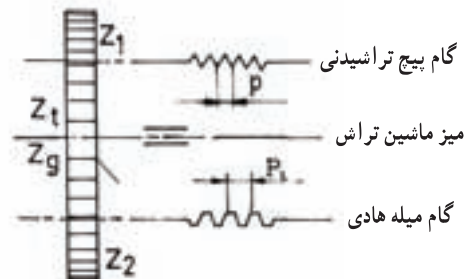 Z1
گام پیچ تراشیدنی
P
Zt
میز ماشین تراش
Zg
PL
گام میله هادی
Z2